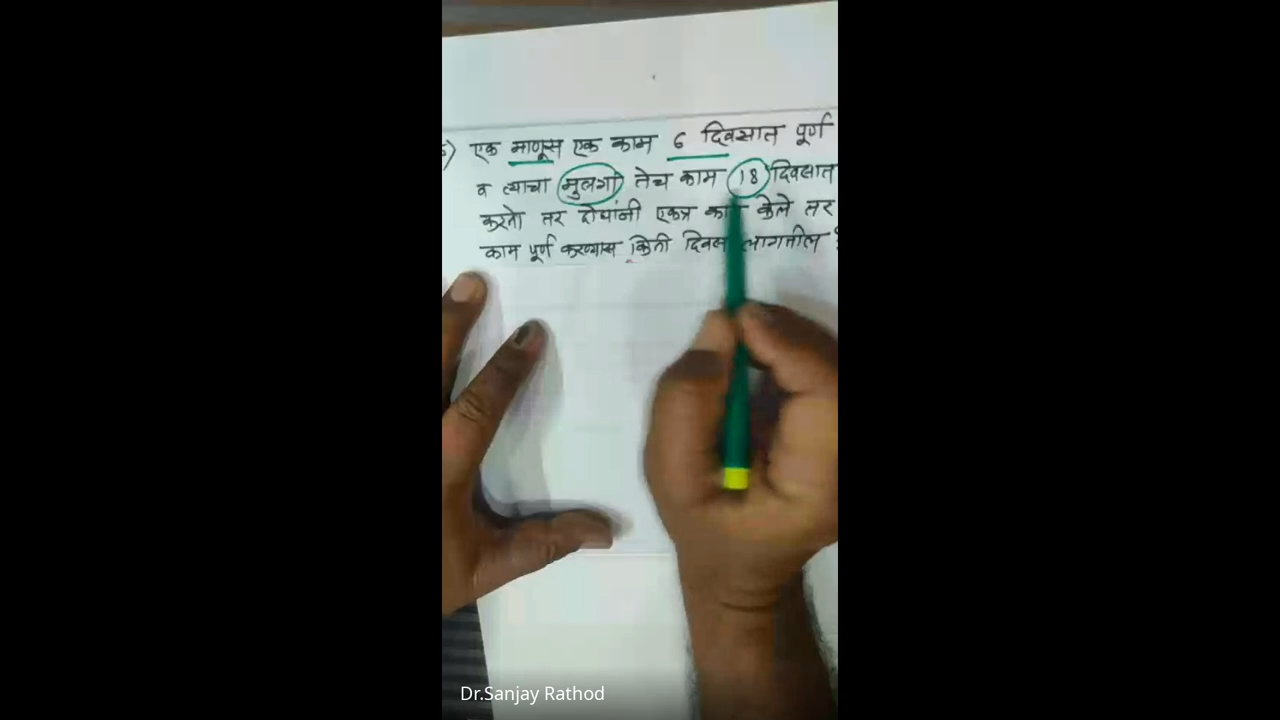 एक माणूस एक काम 6 दिवसात पूर्ण
व त्याचा मुलगा तेच काम 18 दिवसात
करतो तर दोघांनी एकत्र काम केले तर
काम पूर्ण करण्यास किती दिवस लागतील ?
Dr.Sanjay Rathod